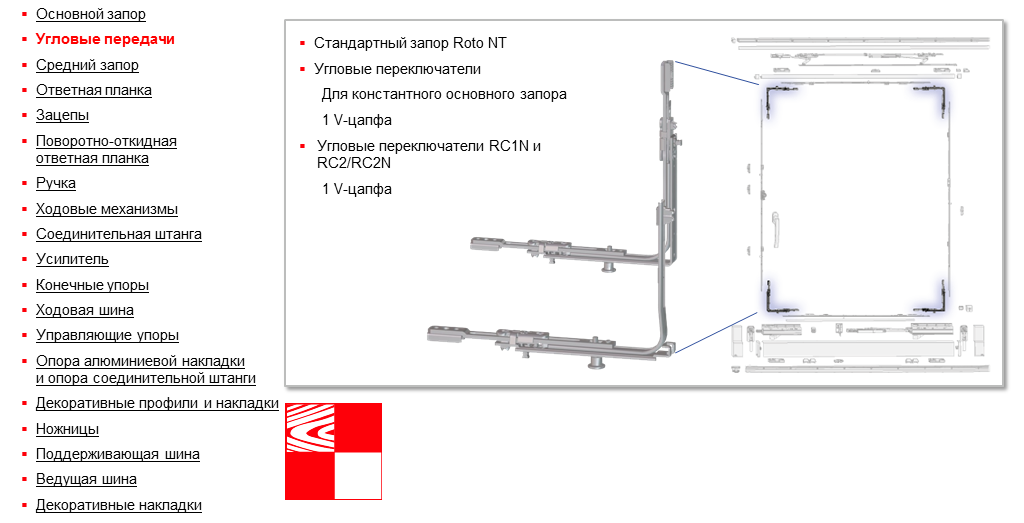 Основной запор
Угловые передачи
Средний запор
Ответная планка
Зацепы
Поворотно-откидная
ответная планка
Ручка
Ходовые механизмы
Соединительная штанга
Усилитель
Конечные упоры
Ходовая шина
Управляющие упоры
Опора алюминиевой накладки
и опора соединительной штанги
Декоративные профили и накладки
Ножницы
Поддерживающая шина
Ведущая шина
Декоративные накладки
Стандартный запор Roto NT
Угловые переключатели
Для константного основного запора
1 V-цапфа
Угловые переключатели RC1N и
RC2/RC2N
1 V-цапфа